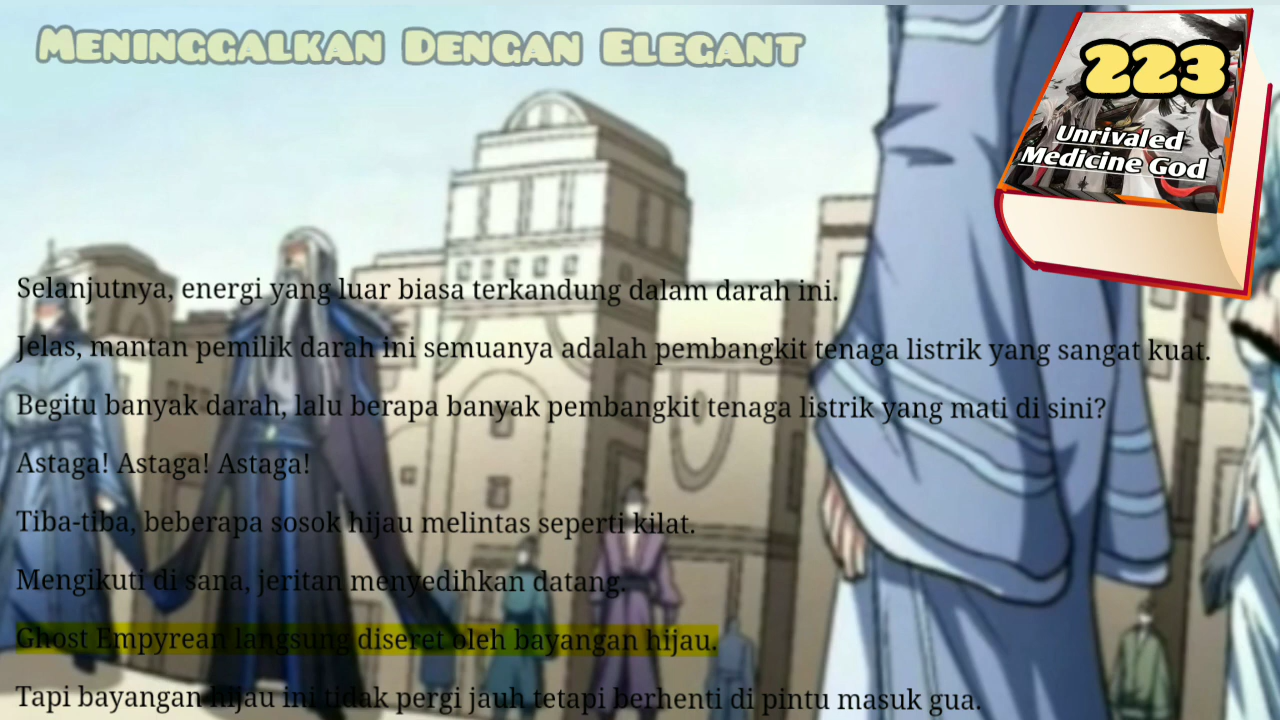 Meninggalkan Dengan Elegant
223
Unrivaled
Medicine God
Selanjutnya, energi yang luar biasa terkandung dalam darah ini.
Jelas, mantan pemilik darah ini semuanya adalah pembangkit tenaga listrik yang sangat kuat.
Begitu banyak darah, lalu berapa banyak pembangkit tenaga listrik yang mati di sini?
Astaga! Astaga! Astaga!
Tiba-tiba, beberapa sosok hijau melintas seperti kilat.
Mengikuti di sana, jeritan menyedihkan datang.
Ghost Empyrean langsung diseret oleh bayangan hijau.
Tapi bayangan hijau ini tidak pergi jauh tetapi berhenti di pintu masuk gua.